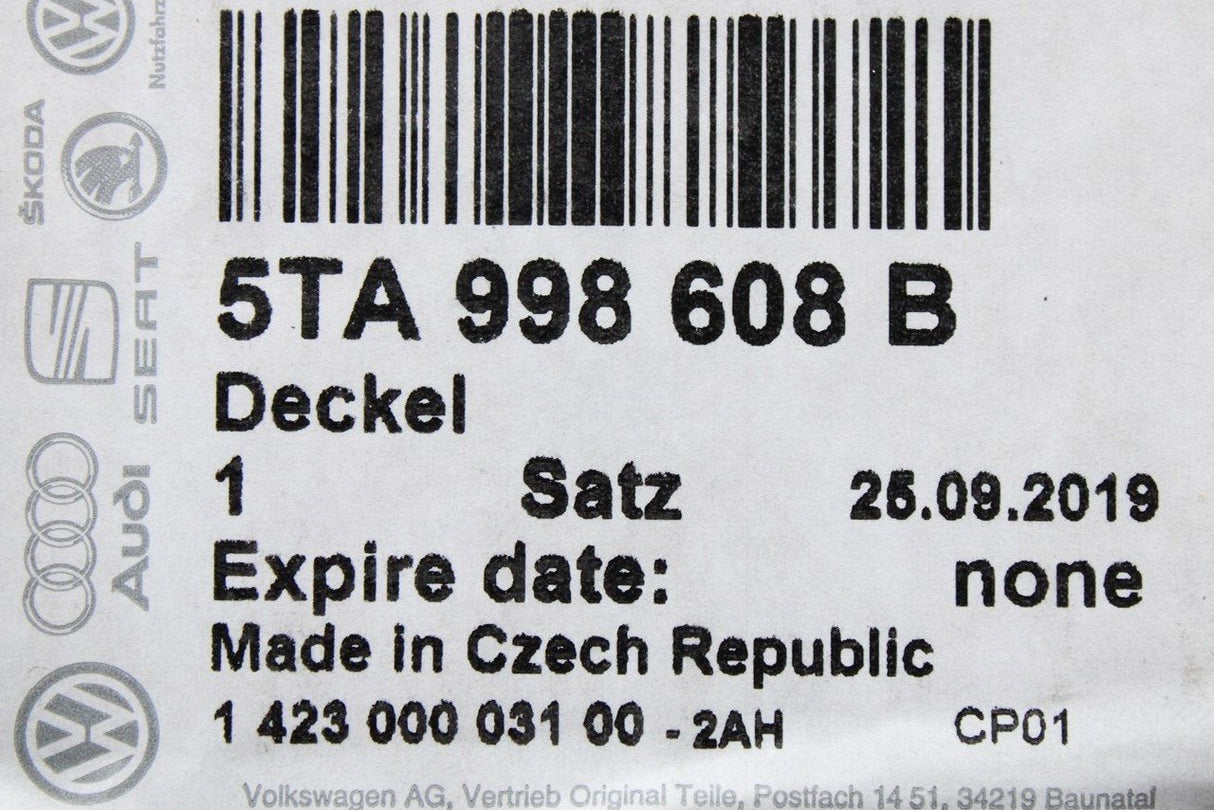 5TA 998 608 B
Deckel
1 Satz 25.09.2019
Expire date: none
Made in Czech Republic
1 423 000 031 00 - 2AH CP01
Volkswagen AG, Vertrieb Original Teile, Postfach 14 51, 34219 Baunatal
ŠKODA
SEAT
Audi